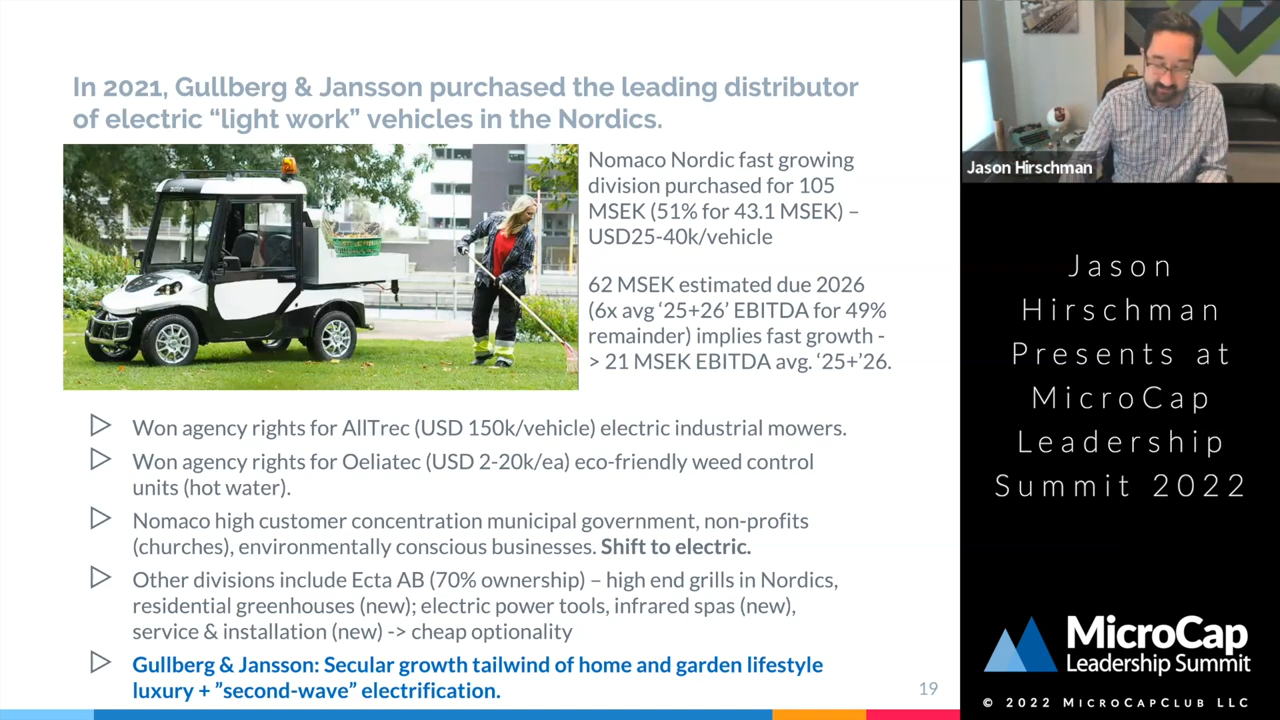 In 2021, Gullberg & Jansson purchased the leading distributor
of electric “light work” vehicles in the Nordics.
Nomaco Nordic fast growing
division purchased for 105
MSEK (51% for 43.1 MSEK) –
USD25-40k/vehicle
62 MSEK estimated due 2026
(6x avg ‘25+26’ EBITDA for 49%
remainder) implies fast growth -
> 21 MSEK EBITDA avg. ‘25+’26.
Won agency rights for AllTrec (USD 150k/vehicle) electric industrial mowers.
Won agency rights for Oeliatec (USD 2-20k/ea) eco-friendly weed control
units (hot water).
Nomaco high customer concentration municipal government, non-profits
(churches), environmentally conscious businesses. Shift to electric.
Other divisions include Ecta AB (70% ownership) – high end grills in Nordics,
residential greenhouses (new); electric power tools, infrared spas (new),
service & installation (new) -> cheap optionality
Gullberg & Jansson: Secular growth tailwind of home and garden lifestyle
luxury + ”second-wave” electrification.
19
Jason Hirschman
Jason
Hirschman
Presents at
MicroCap
Leadership
Summit 2022
MicroCap
Leadership Summit
© 2022 MICROCAPCLUB LLC